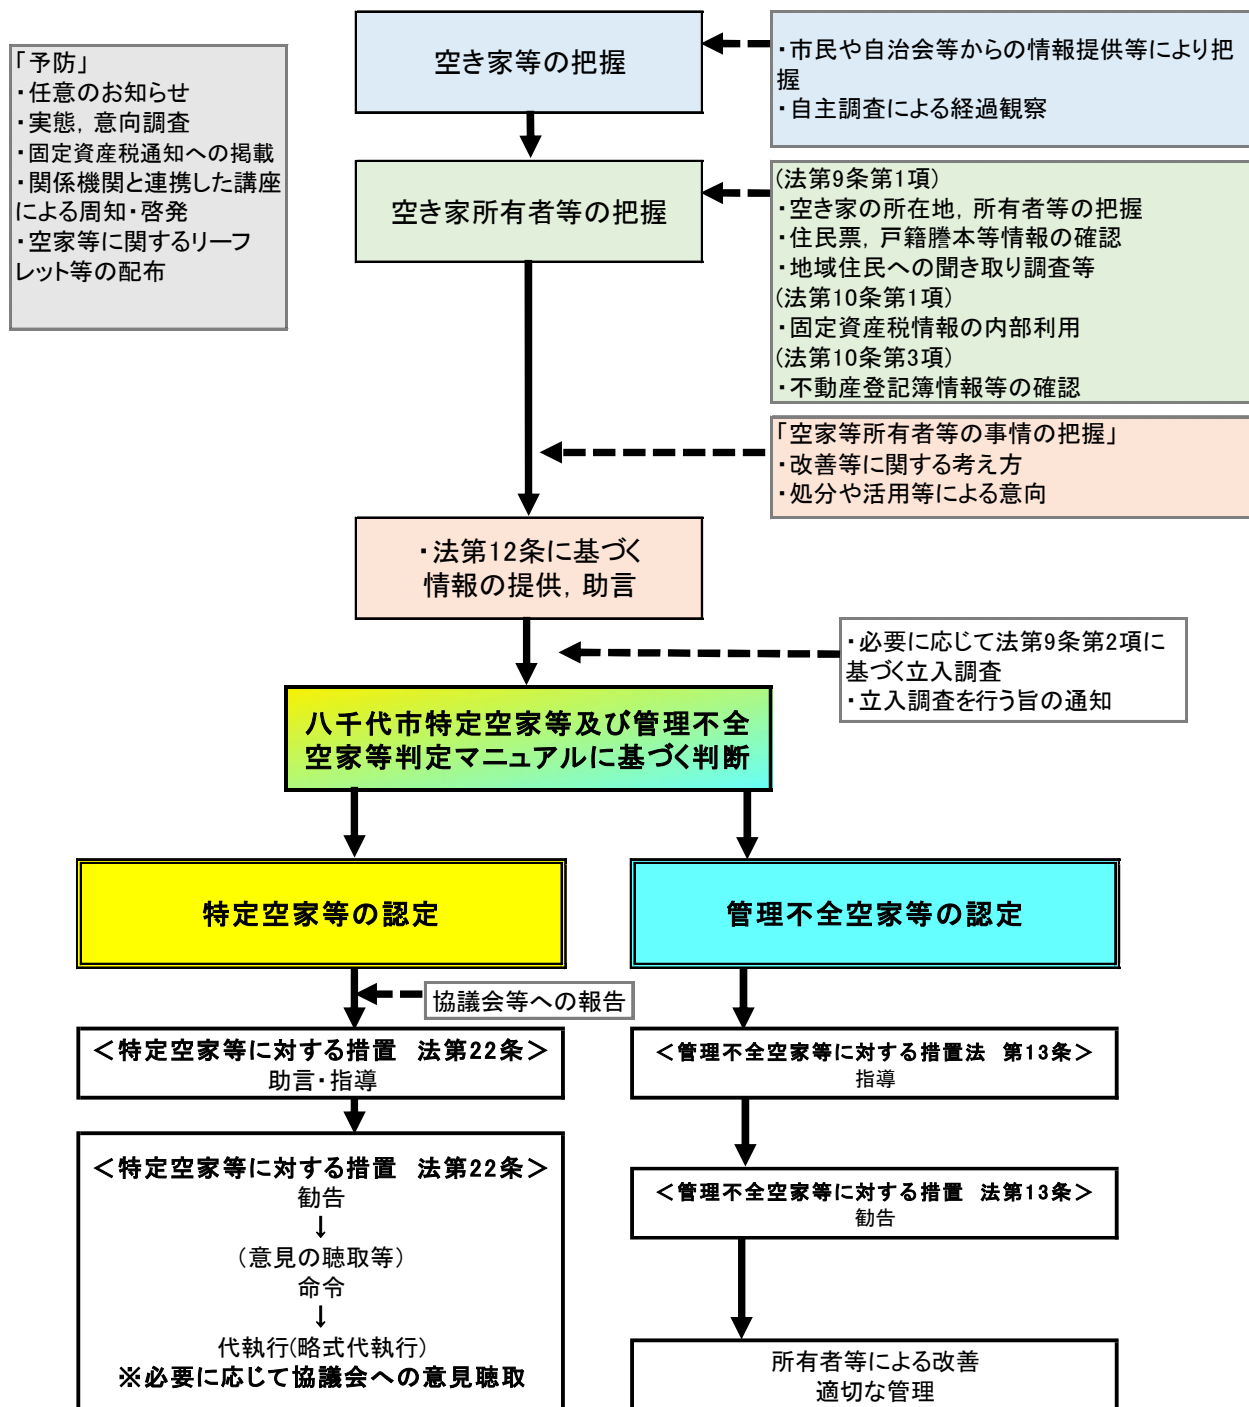 「予防」
・任意のお知らせ
・実態，意向調査
・固定資産税通知への掲載
・関係機関と連携した講座
による周知・啓発
・空家等に関するリーフ
レット等の配布
空き家等の把握
・市民や自治会等からの情報提供等により把
握
・自主調査による経過観察
空き家所有者等の把握
(法第9条第1項)
・空き家の所在地，所有者等の把握
・住民票，戸籍謄本等情報の確認
・地域住民への聞き取り調査等
(法第10条第1項)
・固定資産税情報の内部利用
(法第10条第3項)
・不動産登記簿情報等の確認
「空家等所有者等の事情の把握」
・改善等に関する考え方
・処分や活用等による意向
・法第12条に基づく
情報の提供，助言
・必要に応じて法第9条第2項に
基づく立入調査
・立入調査を行う旨の通知
八千代市特定空家等及び管理不全
空家等判定マニュアルに基づく判断
特定空家等の認定
管理不全空家等の認定
協議会等への報告
＜特定空家等に対する措置　法第22条＞
助言・指導
＜管理不全空家等に対する措置法　第13条＞
指導
＜特定空家等に対する措置　法第22条＞
勧告
↓
（意見の聴取等）
命令
↓
代執行(略式代執行)
※必要に応じて協議会への意見聴取
＜管理不全空家等に対する措置　法第13条＞
勧告
所有者等による改善
適切な管理